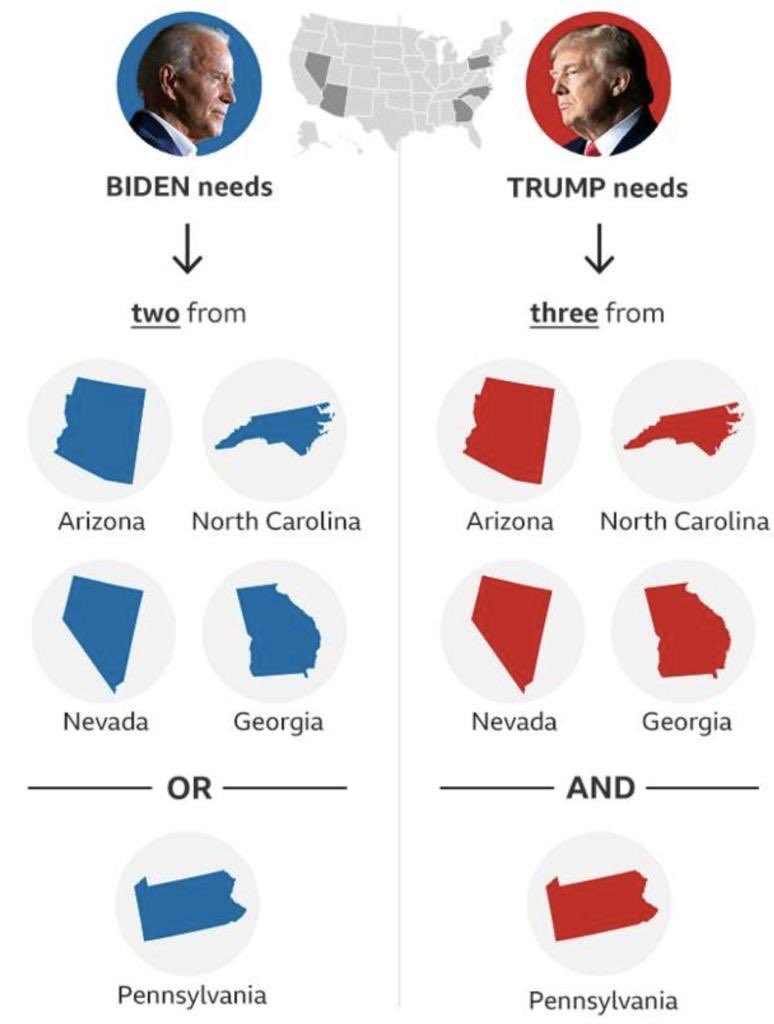 BIDEN needs
two from
Arizona
North Carolina
Nevada
Georgia
OR
Pennsylvania
TRUMP needs
three from
Arizona
North Carolina
Nevada
Georgia
AND
Pennsylvania